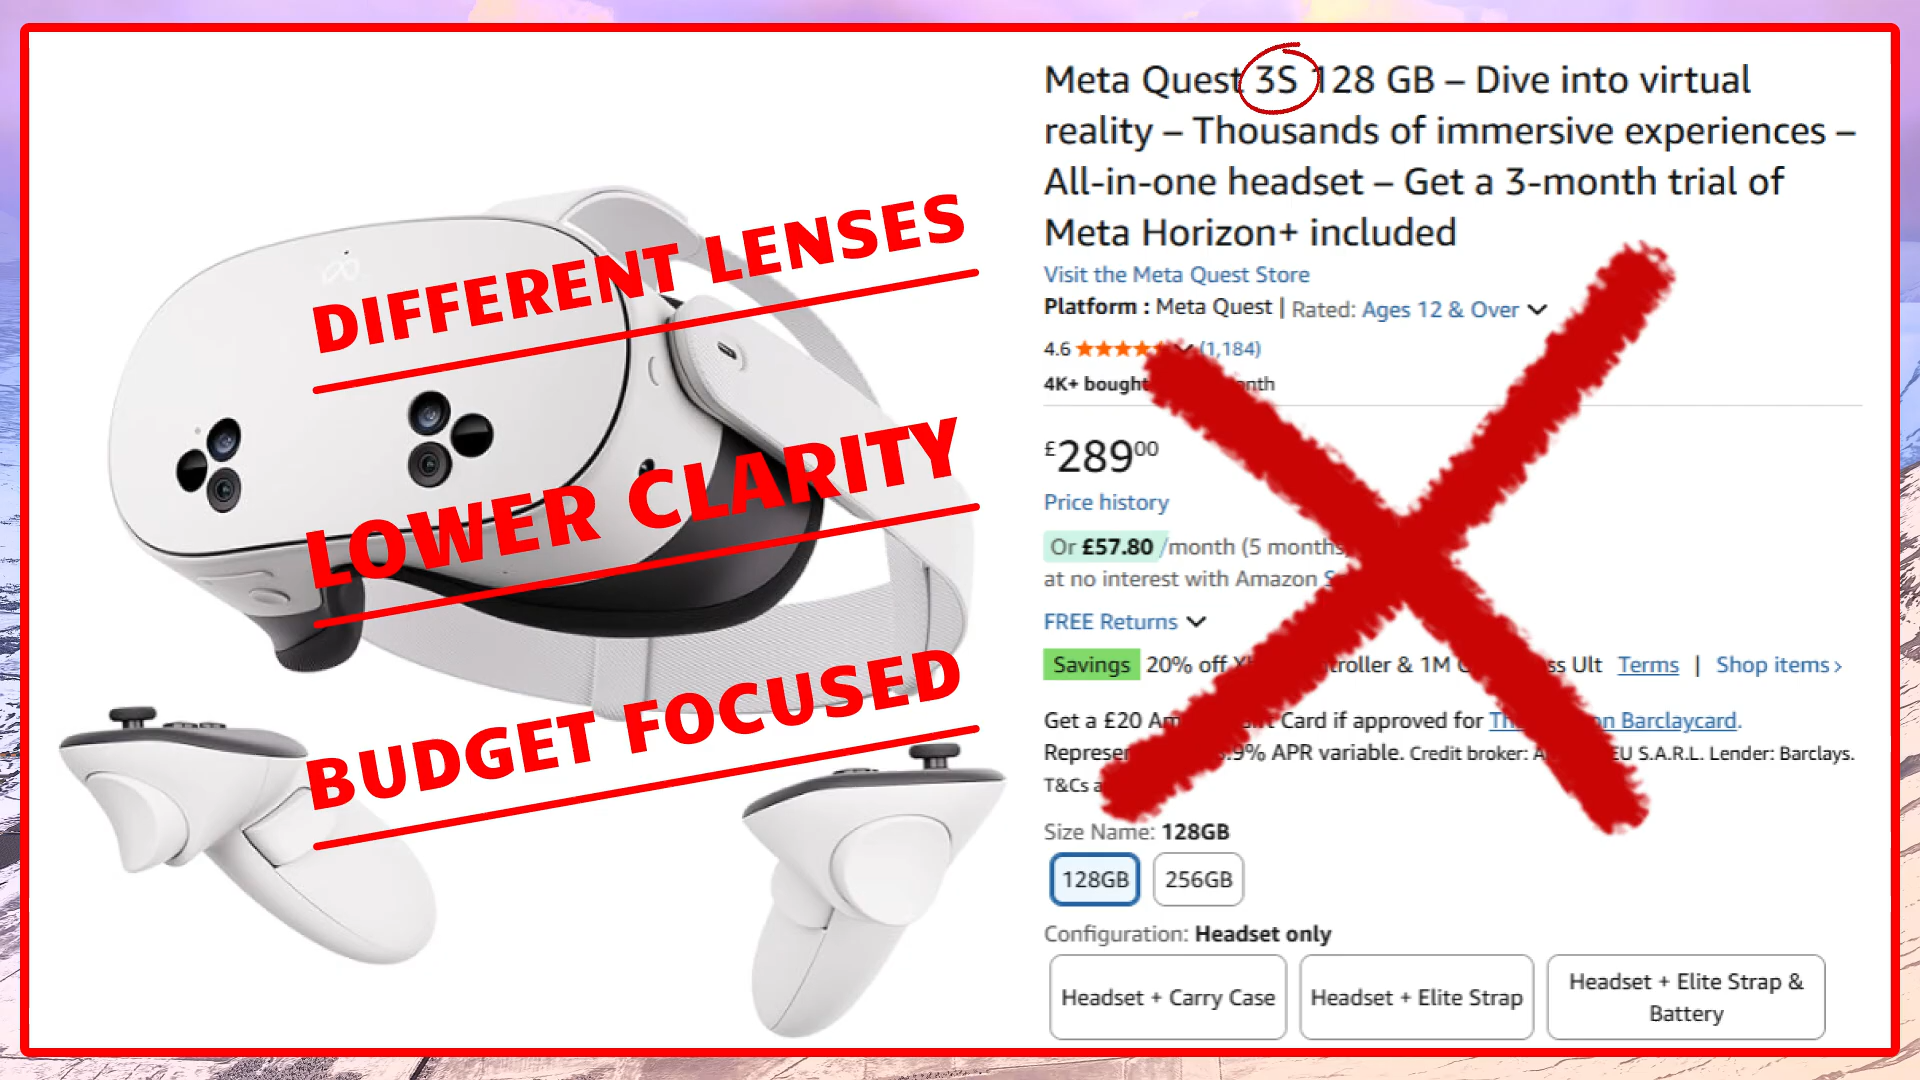 DIFFERENT LENSES
LOWER CLARITY
BUDGET FOCUSED
Meta Quest 3S 128 GB – Dive into virtual
reality – Thousands of immersive experiences –
All-in-one headset – Get a 3-month trial of
Meta Horizon+ included
Visit the Meta Quest Store
Platform : Meta Quest | Rated: Ages 12 & Over
4.6 (1,184)
4K+ bought
£28900
Price history
Or £57.80 /month (5 months
at no interest with Amazon
FREE Returns
Savings 20% off & 1M Ult Terms | Shop items ›
Get a £20 Card if approved for Barclaycard.
APR variable. Credit broker: EU S.A.R.L. Lender: Barclays.
T&Cs
Size Name: 128GB
128GB 256GB
Configuration: Headset only
Headset + Carry Case
Headset + Elite Strap
Headset + Elite Strap &
Battery